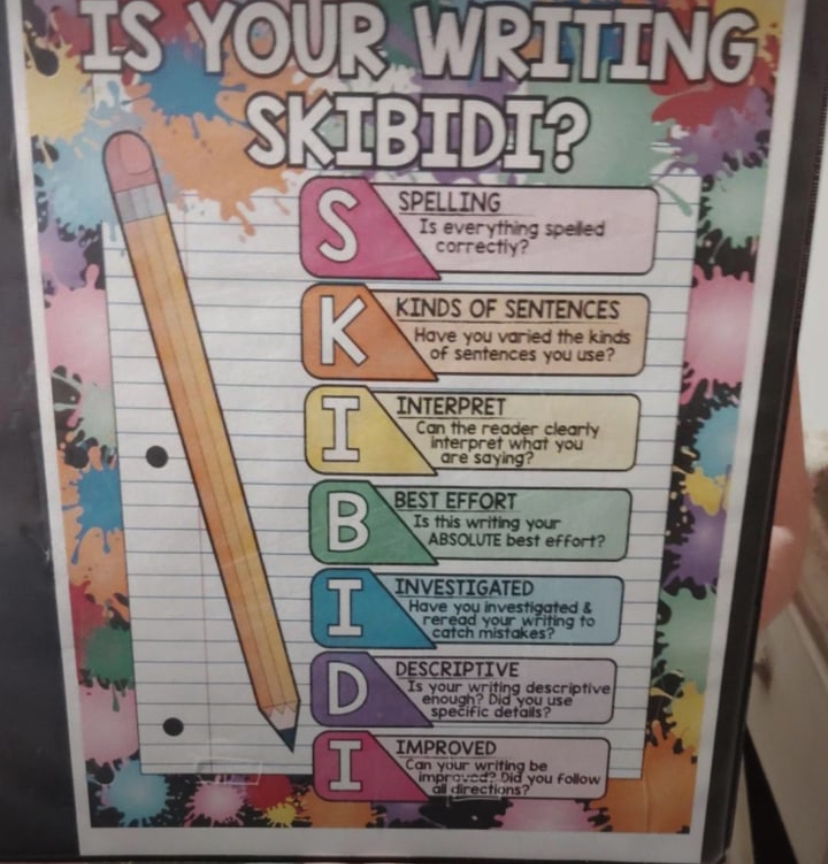 IS YOUR WRITING
SKIBIDI?
S
SPELLING
Is everything spelled
correctly?
K
KINDS OF SENTENCES
Have you varied the kinds
of sentences you use?
I
INTERPRET
Can the reader clearly
interpret what you
are saying?
B
BEST EFFORT
Is this writing your
ABSOLUTE best effort?
I
INVESTIGATED
Have you investigated &
reread your writing to
catch mistakes?
D
DESCRIPTIVE
Is your writing descriptive
enough? Did you use
specific details?
I
IMPROVED
Can your writing be
improved? Did you follow
all directions?